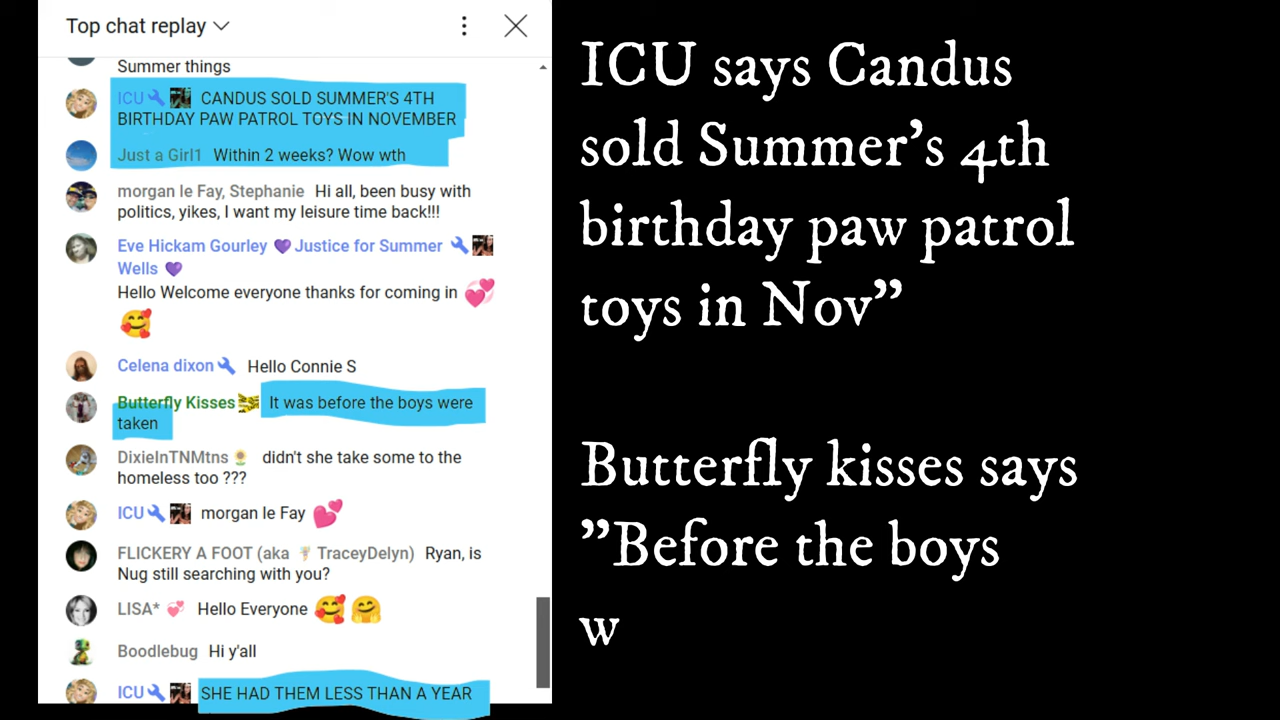 Top chat replay
Summer things
ICU CANDUS SOLD SUMMER'S 4TH
BIRTHDAY PAW PATROL TOYS IN NOVEMBER
Just a Girl1 Within 2 weeks? Wow wth
morgan le Fay, Stephanie Hi all, been busy with
politics, yikes, I want my leisure time back!!!
Eve Hickam Gourley 💜Justice for Summer
Wells 💜
Hello Welcome everyone thanks for coming in 💞
🥰
Celena dixon Hello Connie S
Butterfly Kisses It was before the boys were
taken
DixieInTNMtns🌻 didn't she take some to the
homeless too ???
ICU morgan le Fay 💕
FLICKERY A FOOT (aka TraceyDelyn) Ryan, is
Nug still searching with you?
LISA* 💞 Hello Everyone 🥰 🤗
Boodlebug Hi y'all
ICU SHE HAD THEM LESS THAN A YEAR
ICU says Candus
sold Summer's 4th
birthday paw patrol
toys in Nov"
Butterfly kisses says
"Before the boys
w